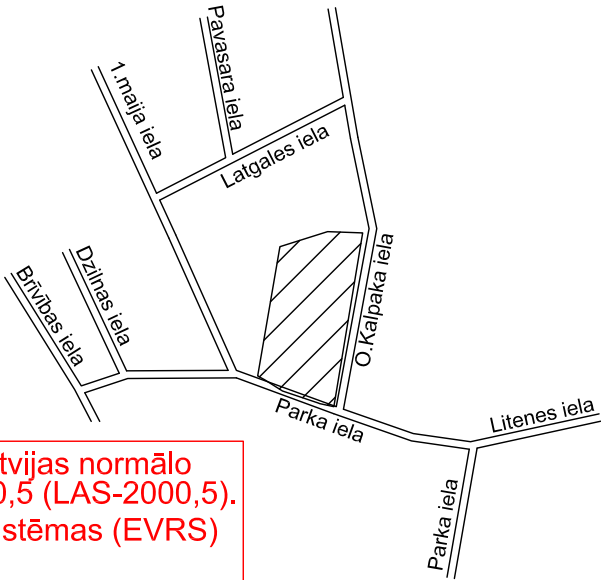 Pavasara iela
1.maija iela
Latgales iela
Dzilnas iela
Brīvības iela
O.Kalpaka iela
Parka iela
Litenes iela
Parka iela
tvijas normālo
0,5 (LAS-2000,5).
stēmas (EVRS)